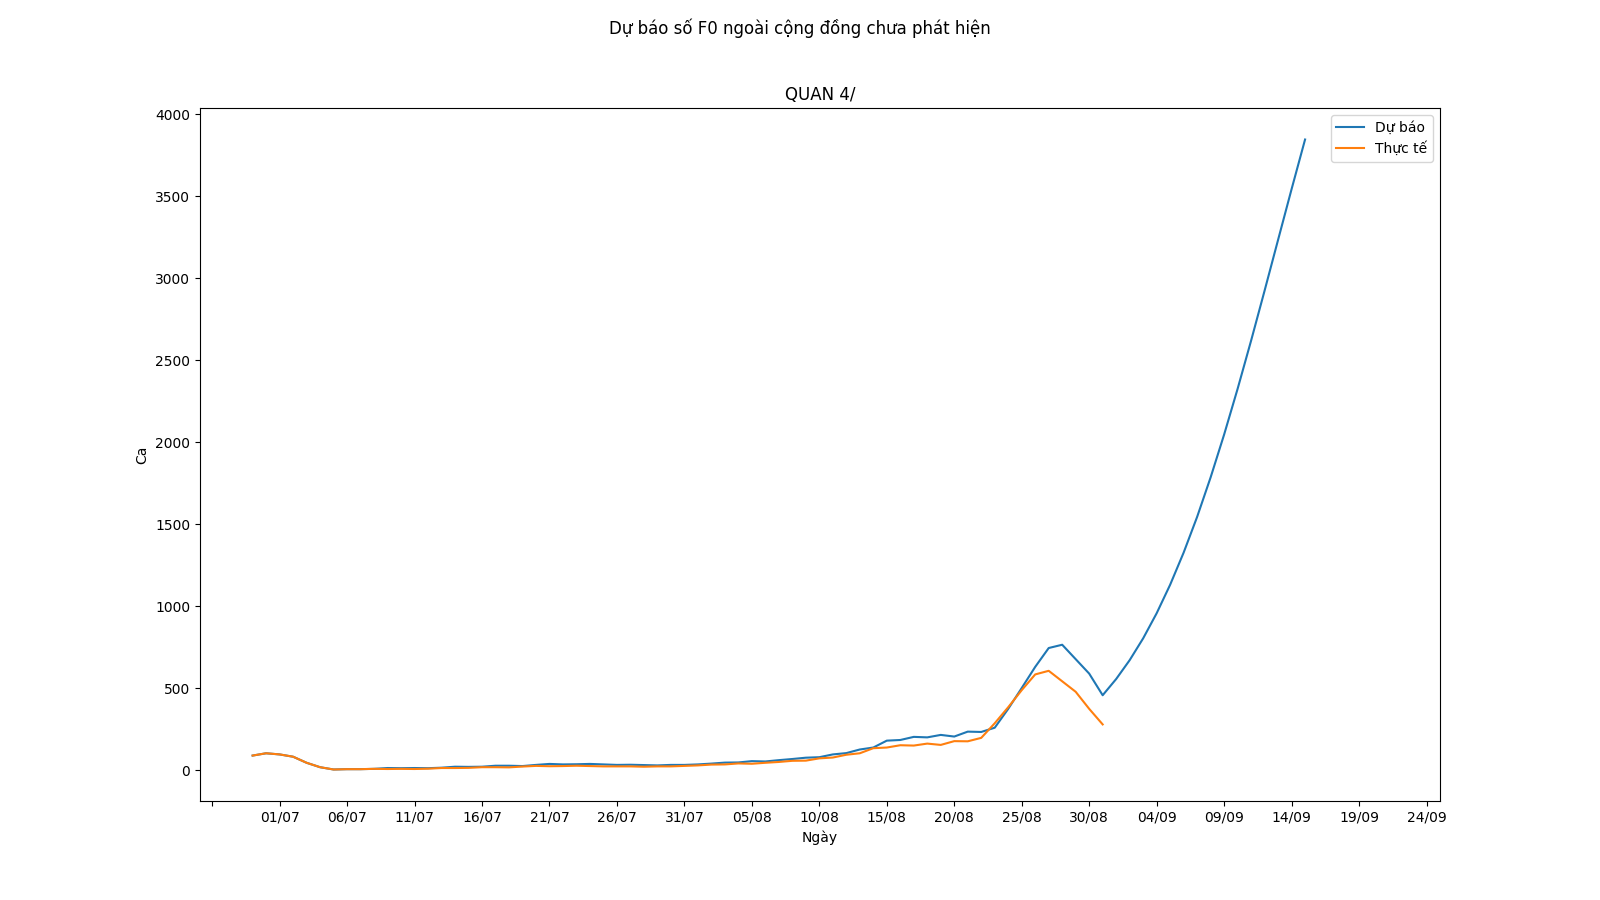 Dự báo số F0 ngoài cộng đồng chưa phát hiện
QUAN 4/
Dự báo
Thực tế
4000
3500
3000
2500
2000
1500
1000
500
0
Ca
01/07 06/07 11/07 16/07 21/07 26/07 31/07 05/08 10/08 15/08 20/08 25/08 30/08 04/09 09/09 14/09 19/09 24/09
Ngày